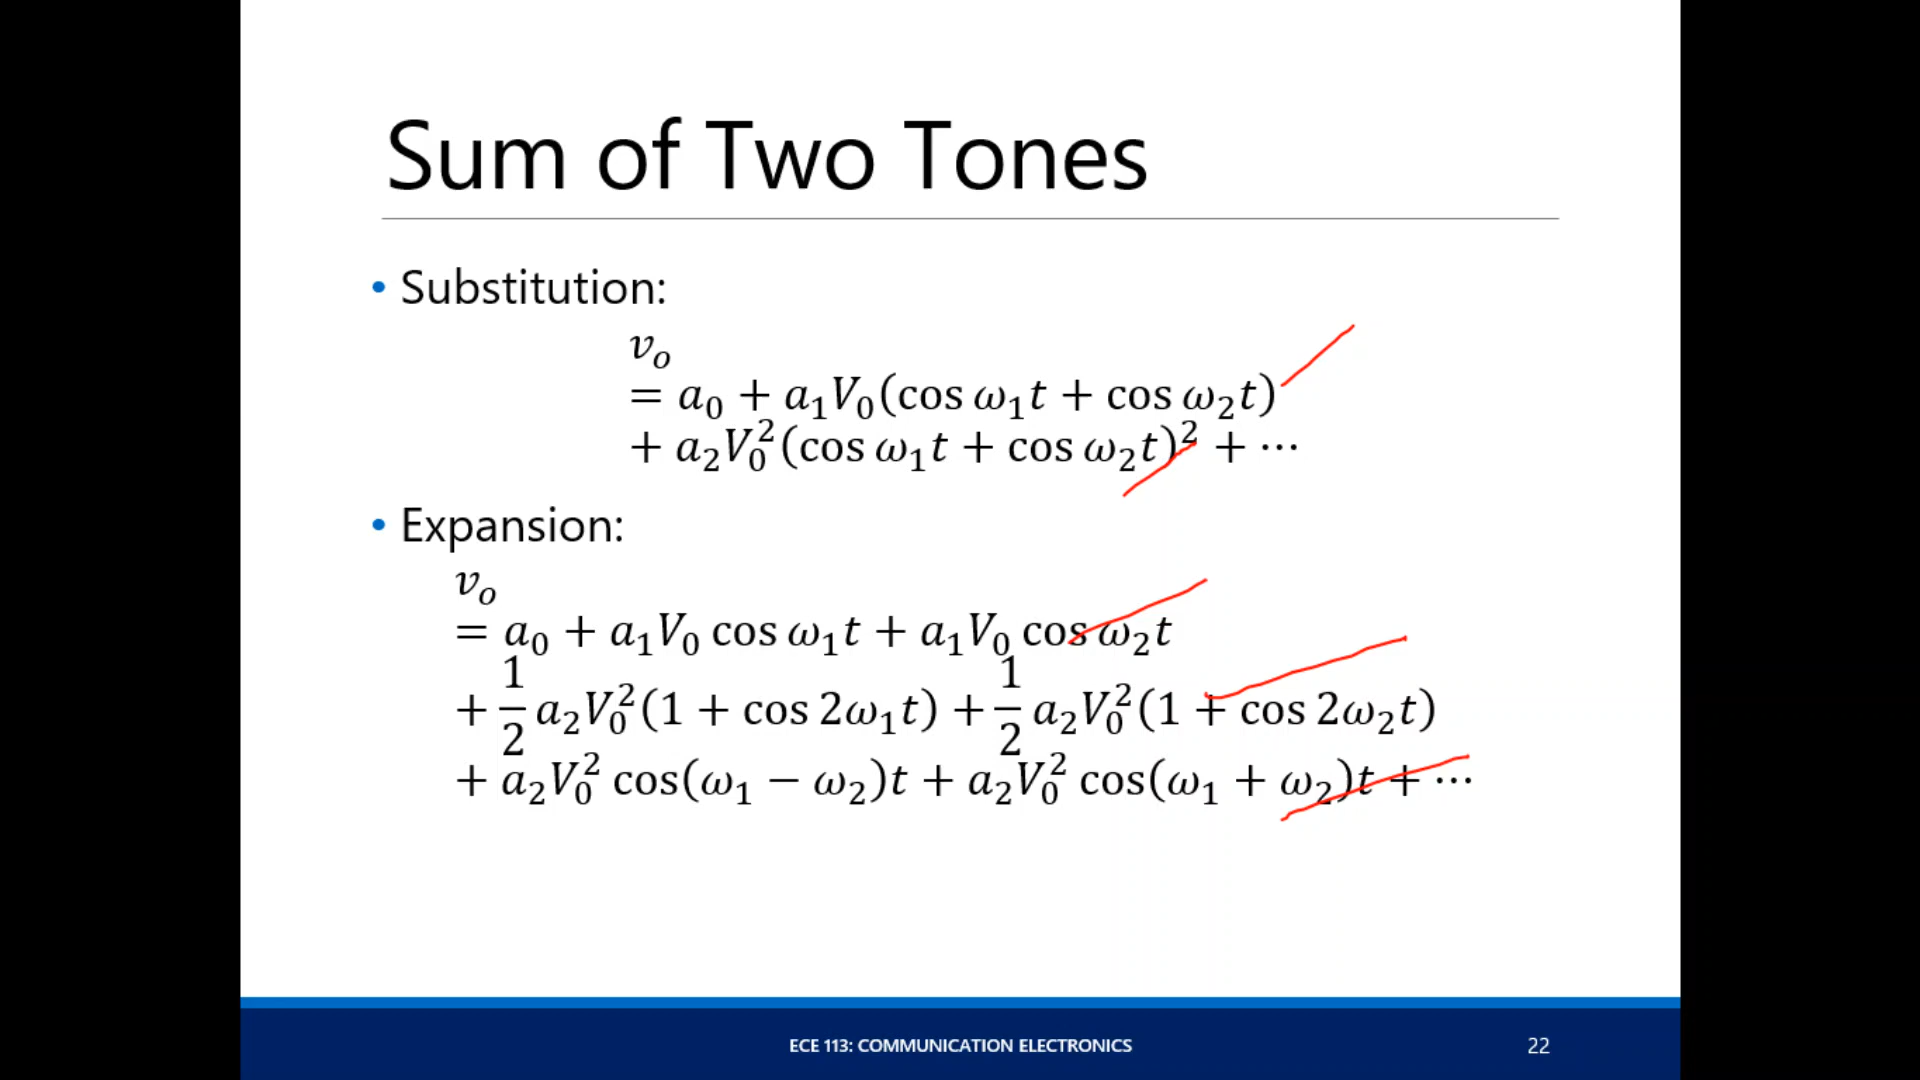 Sum of Two Tones
• Substitution:
vₒ
= a₀ + a₁V₀(cos ω₁t + cos ω₂t)
+ a₂V₀²(cos ω₁t + cos ω₂t)² + ⋯
• Expansion:
vₒ
= a₀ + a₁V₀ cos ω₁t + a₁V₀ cos ω₂t
+ 1/2 a₂V₀²(1 + cos 2ω₁t) + 1/2 a₂V₀²(1 + cos 2ω₂t)
+ a₂V₀² cos(ω₁ − ω₂)t + a₂V₀² cos(ω₁ + ω₂)t + ⋯
ECE 113: COMMUNICATION ELECTRONICS
22